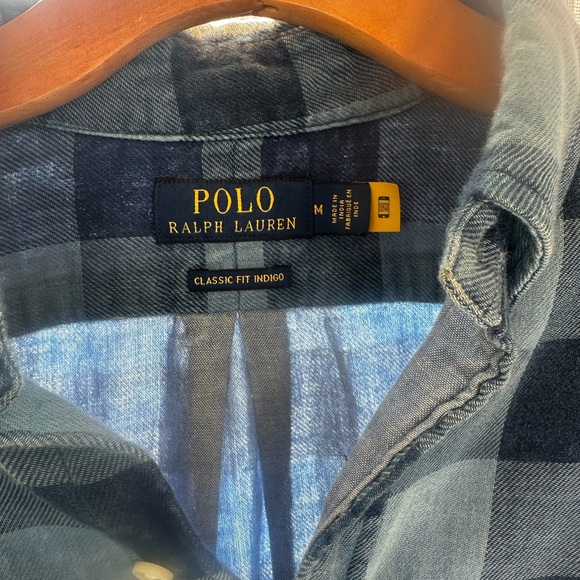 POLO
RALPH LAUREN
M
MADE IN
INDIA
FABRIQUÉ EN
INDE
CLASSIC FIT INDIGO